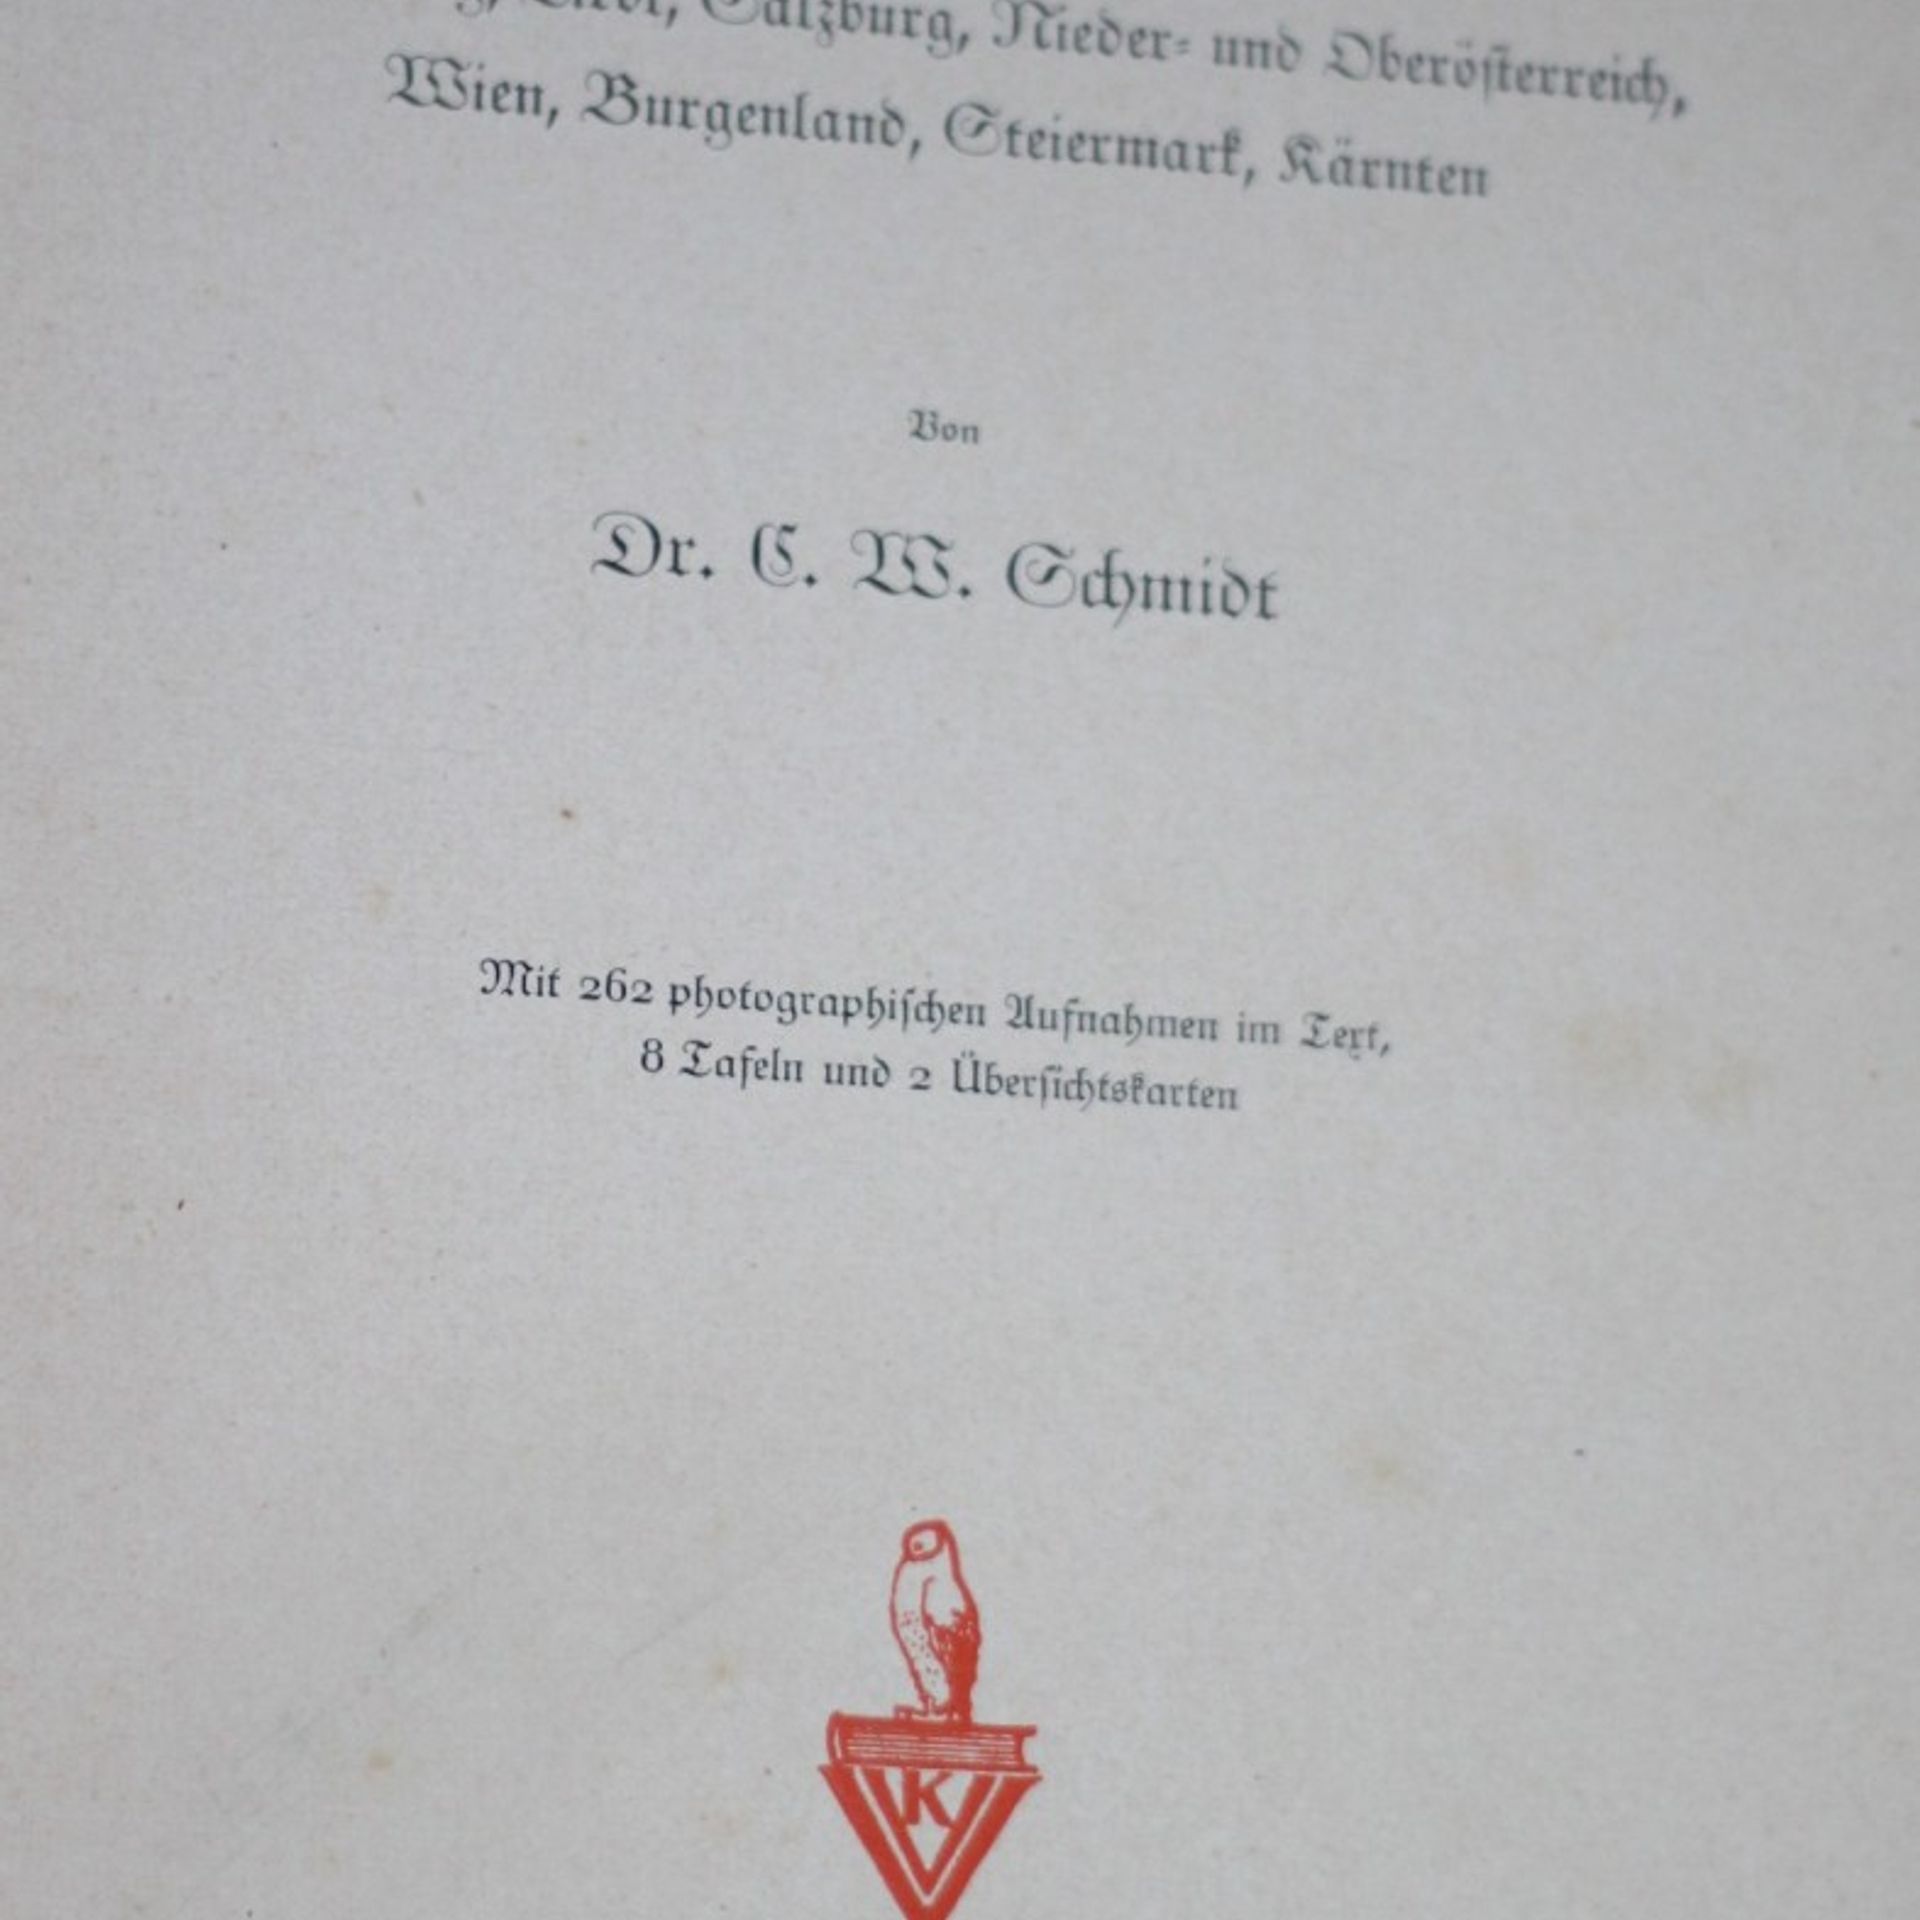 Salzburg, Nieder- und Oberösterreich,
Wien, Burgenland, Steiermark, Kärnten
Von
Dr. C. W. Schmidt
Mit 262 photographischen Aufnahmen im Text,
8 Tafeln und 2 Übersichtskarten
K
V